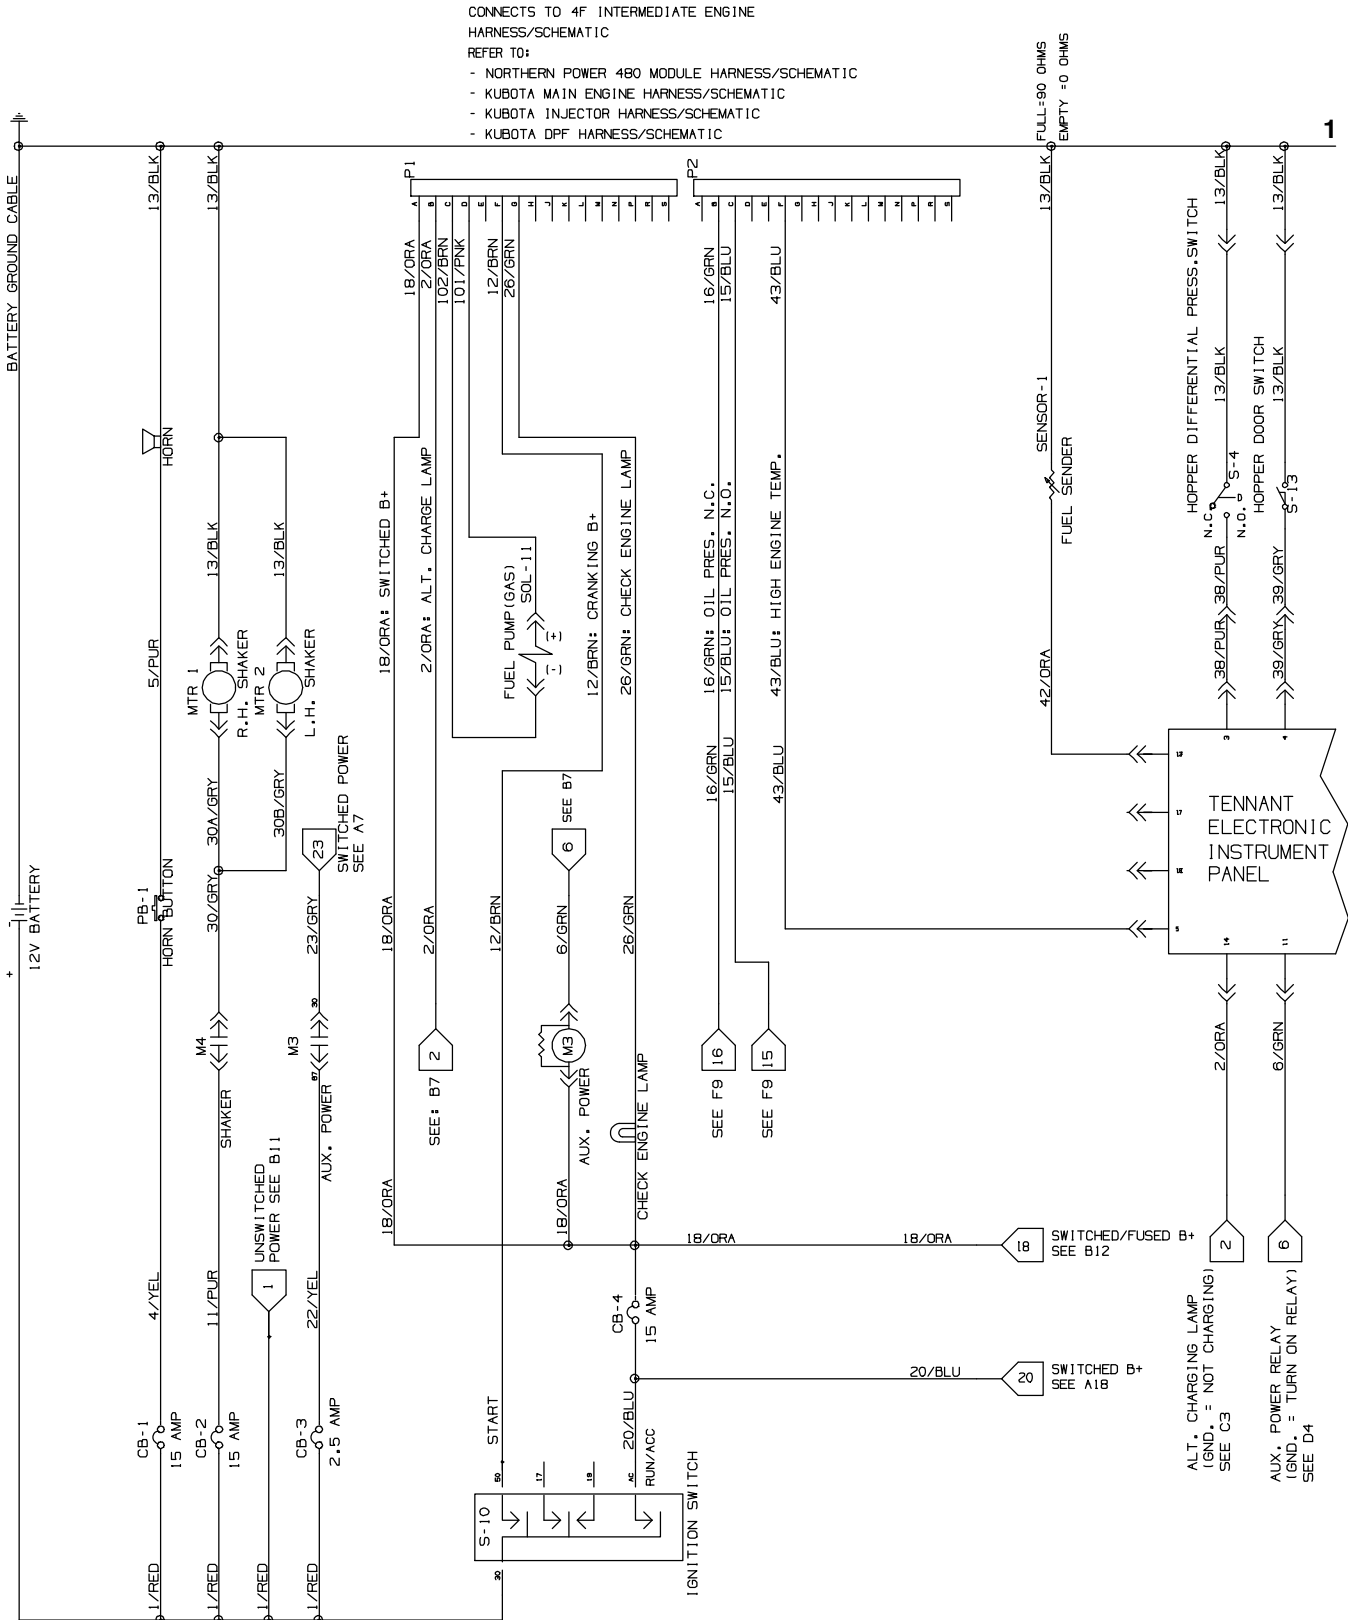 CONNECTS TO 4F INTERMEDIATE ENGINE
HARNESS/SCHEMATIC
REFER TO:
- NORTHERN POWER 480 MODULE HARNESS/SCHEMATIC
- KUBOTA MAIN ENGINE HARNESS/SCHEMATIC
- KUBOTA INJECTOR HARNESS/SCHEMATIC
- KUBOTA DPF HARNESS/SCHEMATIC
1
BATTERY GROUND CABLE
12V BATTERY
+
-
1/RED
CB-1
15 AMP
4/YEL
PB-1
HORN BUTTON
5/PUR
HORN
13/BLK
1/RED
CB-2
15 AMP
11/PUR
SHAKER
M4
30/GRY
30A/GRY
MTR 1
R.H. SHAKER
13/BLK
13/BLK
30B/GRY
MTR 2
L.H. SHAKER
13/BLK
1/RED
1
UNSWITCHED
POWER SEE B11
1/RED
CB-3
2.5 AMP
22/YEL
AUX. POWER
87
M3
30
23/GRY
23
SWITCHED POWER
SEE A7
P1
A
B
C
D
E
F
G
H
J
K
L
M
N
P
R
S
18/ORA
2/ORA
102/BRN
101/PNK
12/BRN
26/GRN
18/ORA
18/ORA
18/ORA: SWITCHED B+
SEE: B7
2
2/ORA
2/ORA: ALT. CHARGE LAMP
FUEL PUMP(GAS)
SOL-11
(+)
(-)
12/BRN
12/BRN: CRANKING B+
18/ORA
AUX. POWER
M3
6/GRN
6
SEE B7
CHECK ENGINE LAMP
26/GRN
26/GRN: CHECK ENGINE LAMP
P2
A
B
C
D
E
F
G
H
J
K
L
M
N
P
R
S
16/GRN
15/BLU
43/BLU
16/GRN: OIL PRES. N.C.
15/BLU: OIL PRES. N.O.
43/BLU: HIGH ENGINE TEMP.
16/GRN
15/BLU
43/BLU
SEE F9
16
SEE F9
15
S-10
IGNITION SWITCH
30
50
17
19
AC
START
RUN/ACC
20/BLU
CB-4
15 AMP
18/ORA
18/ORA
18
SWITCHED/FUSED B+
SEE B12
20/BLU
20
SWITCHED B+
SEE A18
FULL=90 OHMS
EMPTY =0 OHMS
13/BLK
SENSOR-1
FUEL SENDER
42/ORA
13/BLK
HOPPER DIFFERENTIAL PRESS.SWITCH
13/BLK
S-4
N.C.
N.O.
38/PUR
38/PUR
13/BLK
HOPPER DOOR SWITCH
13/BLK
S-13
39/GRY
39/GRY
3
4
17
5
14
11
TENNANT
ELECTRONIC
INSTRUMENT
PANEL
2/ORA
6/GRN
2
ALT. CHARGING LAMP
(GND. = NOT CHARGING)
SEE C3
6
AUX. POWER RELAY
(GND. = TURN ON RELAY)
SEE D4